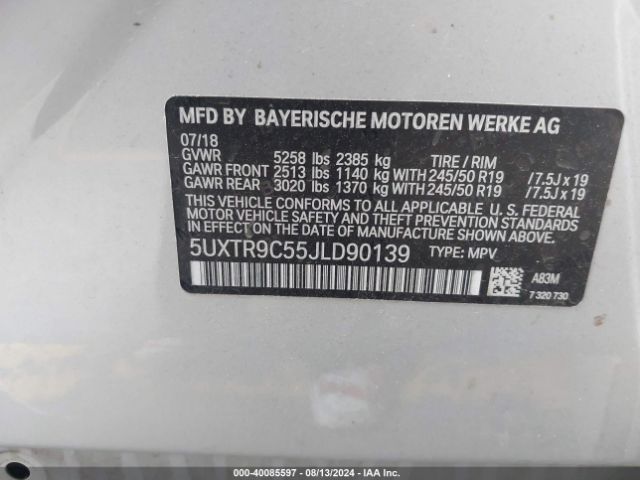 MFD BY BAYERISCHE MOTOREN WERKE AG
07/18
GVWR 5258 lbs 2385 kg TIRE / RIM
GAWR FRONT 2513 lbs 1140 kg WITH 245/50 R19 /7.5J x 19
GAWR REAR 3020 lbs 1370 kg WITH 245/50 R19 /7.5J x 19
THIS VEHICLE CONFORMS TO ALL APPLICABLE U.S. FEDERAL
MOTOR VEHICLE SAFETY AND THEFT PREVENTION STANDARDS
IN EFFECT ON THE DATE OF MANUFACTURE SHOWN ABOVE.
5UXTR9C55JLD90139 TYPE: MPV
A83M
7 320 730
000-40085597 - 08/13/2024 - IAAI.COM